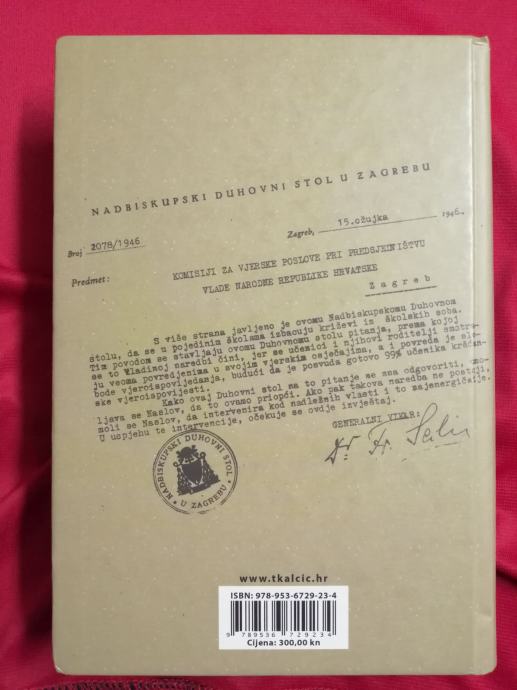 NADBISKUPSKI DUHOVNI STOL U ZAGREBU
Broj 2078/1946
Zagreb, 15.ožujka 1946.
Predmet:
KOMISIJI ZA VJERSKE POSLOVE PRI PREDSJEDNIŠTVU
VLADE NARODNE REPUBLIKE HRVATSKE
Zagreb
S više strana javljeno je ovomu Nadbiskupskomu Duhovnom
stolu, da se u pojedinim školama izbacuju križevi iz školskih soba.
Tim povodom se stavljaju ovomu Duhovnomu stolu pitanja, prema kojoj
se to Vladinoj naredbi čini, jer se učenici i njihovi roditelji smatra-
ju veoma povredjenima u svojim vjerskim osjećajima, a i povreda je slo-
bode vjeroispovijedanja, budući da je posvuda gotovo 99% učenika kršćan-
ske vjeroispovijesti.
Kako ovaj Duhovni stol na to pitanje ne zna odgovoriti, umo-
ljava se Naslov, da to ovamo priopći. Ako pak takova naredba ne postoji,
moli se Naslov, da intervenira kod nadležnih vlasti i to najenergičnije.
O uspjehu te intervencije, očekuje se ovdje izvještaj.
GENERALNI VIKAR:
Dr. Fr.
NADBISKUPSKI DUHOVNI STOL
U ZAGREBU
www.tkalcic.hr
ISBN: 978-953-6729-23-4
9 789536 729234
Cijena: 300,00 kn